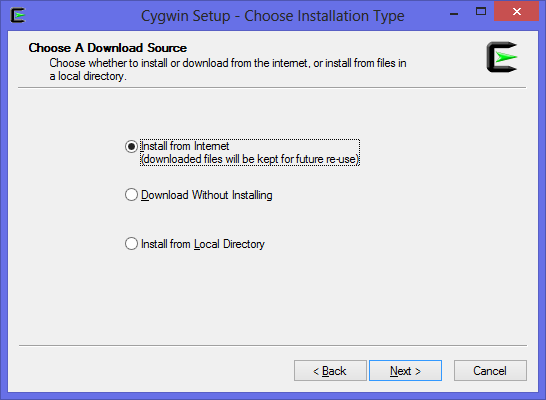 Cygwin Setup - Choose Installation Type
Choose A Download Source
Choose whether to install or download from the internet, or install from files in
a local directory.
Install from Internet
(downloaded files will be kept for future re-use)
Download Without Installing
Install from Local Directory
< Back
Next >
Cancel